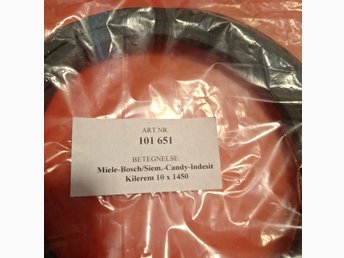 ART.NR.
101 651
BETEGNELSE:
Miele-Bosch/Siem.-Candy-Indesit
Kilerem 10 x 1450